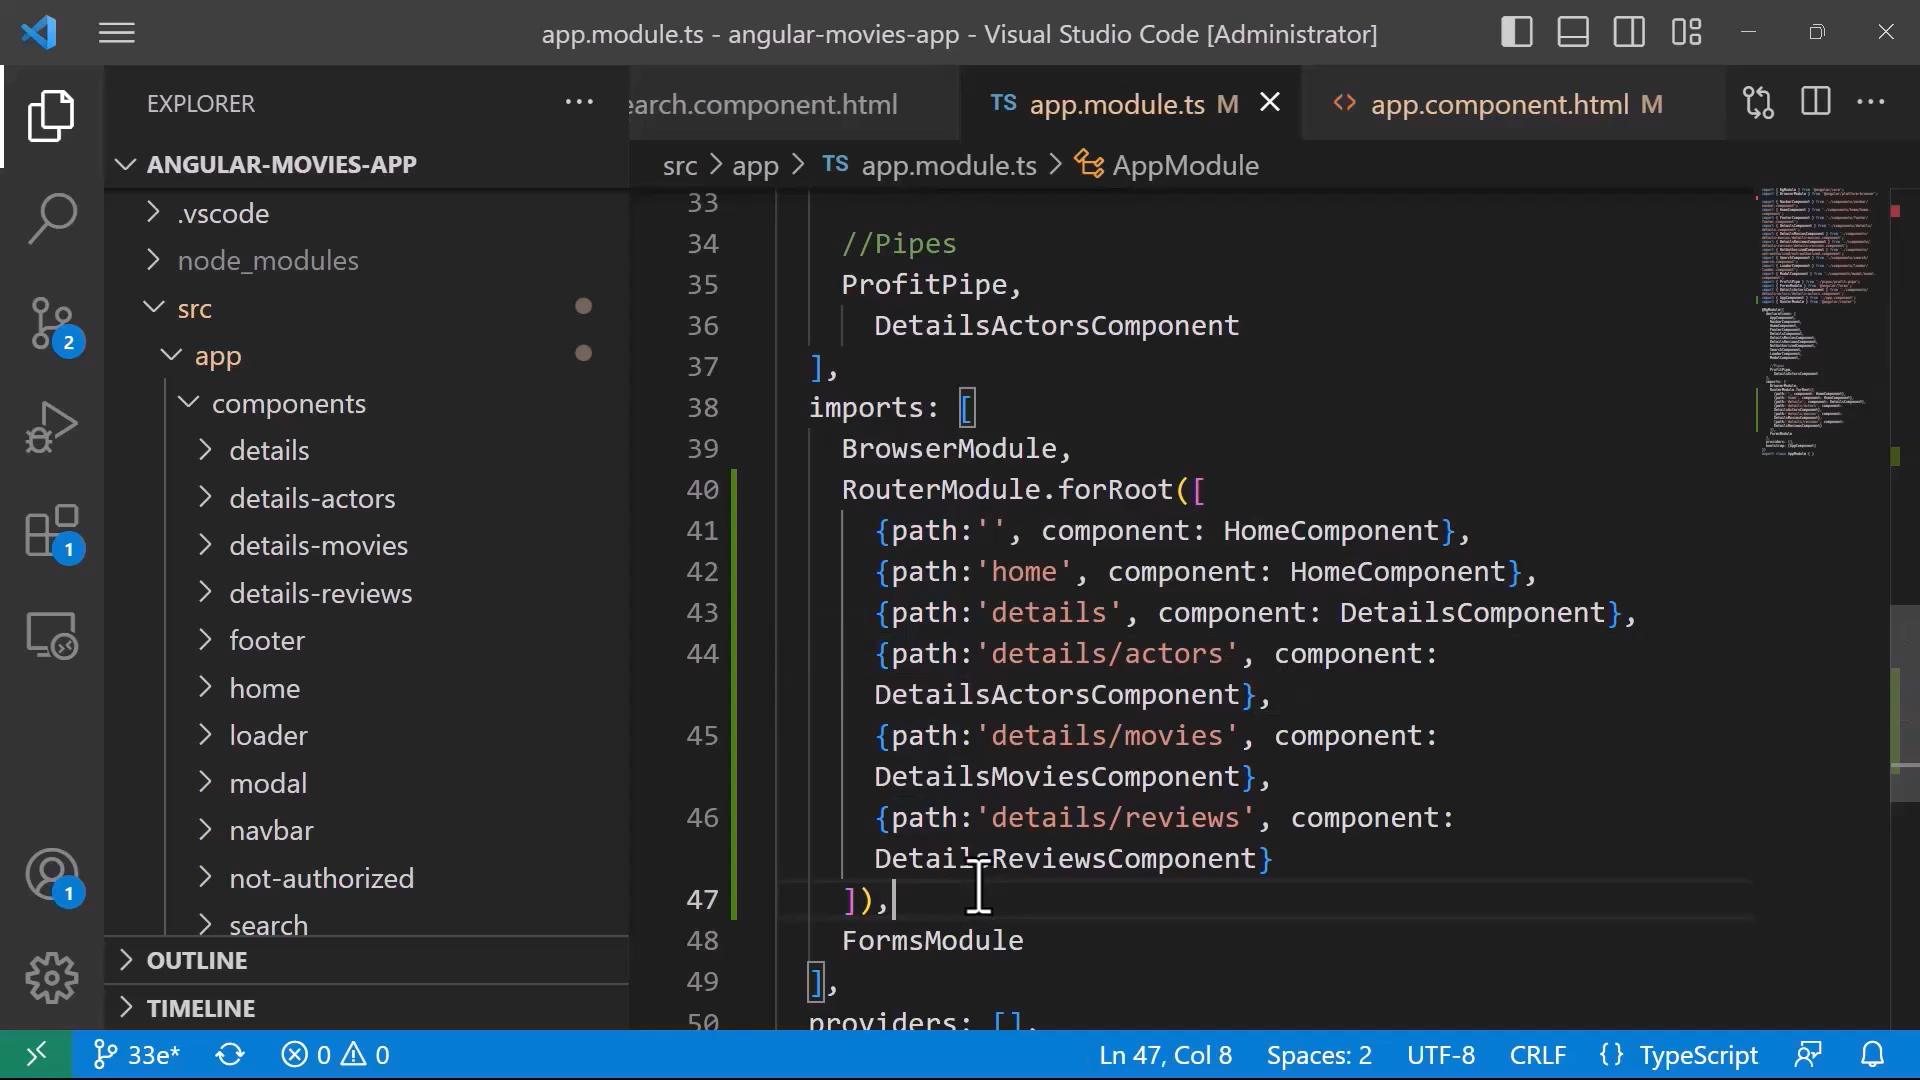 app.module.ts - angular-movies-app - Visual Studio Code [Administrator]
EXPLORER
ANGULAR-MOVIES-APP
.vscode
node_modules
src
app
components
details
details-actors
details-movies
details-reviews
footer
home
loader
modal
navbar
not-authorized
search
OUTLINE
TIMELINE
2
1
1
earch.component.html
TS app.module.ts M
<> app.component.html M
src > app > TS app.module.ts > AppModule
33
34 //Pipes
35 ProfitPipe,
36 DetailsActorsComponent
37 ],
38 imports: [
39 BrowserModule,
40 RouterModule.forRoot([
41 {path:'', component: HomeComponent},
42 {path:'home', component: HomeComponent},
43 {path:'details', component: DetailsComponent},
44 {path:'details/actors', component:
DetailsActorsComponent},
45 {path:'details/movies', component:
DetailsMoviesComponent},
46 {path:'details/reviews', component:
DetailsReviewsComponent}
47 ]),
48 FormsModule
49 ],
50 providers: [],
33e* 0 0 Ln 47, Col 8 Spaces: 2 UTF-8 CRLF {} TypeScript